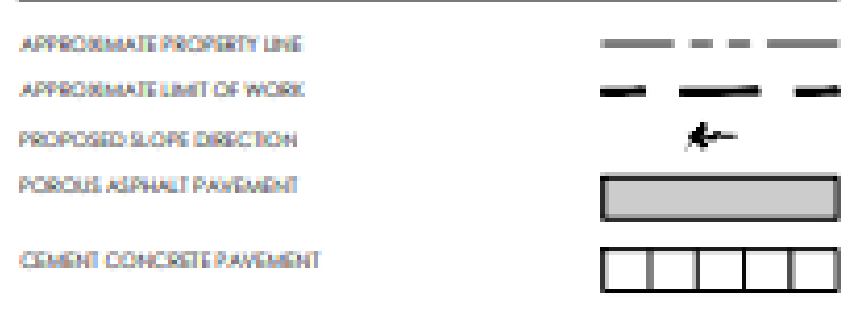 APPROXIMATE PROPERTY LINE
APPROXIMATE LIMIT OF WORK
PROPOSED SLOPE DIRECTION
POROUS ASPHALT PAVEMENT
CEMENT CONCRETE PAVEMENT